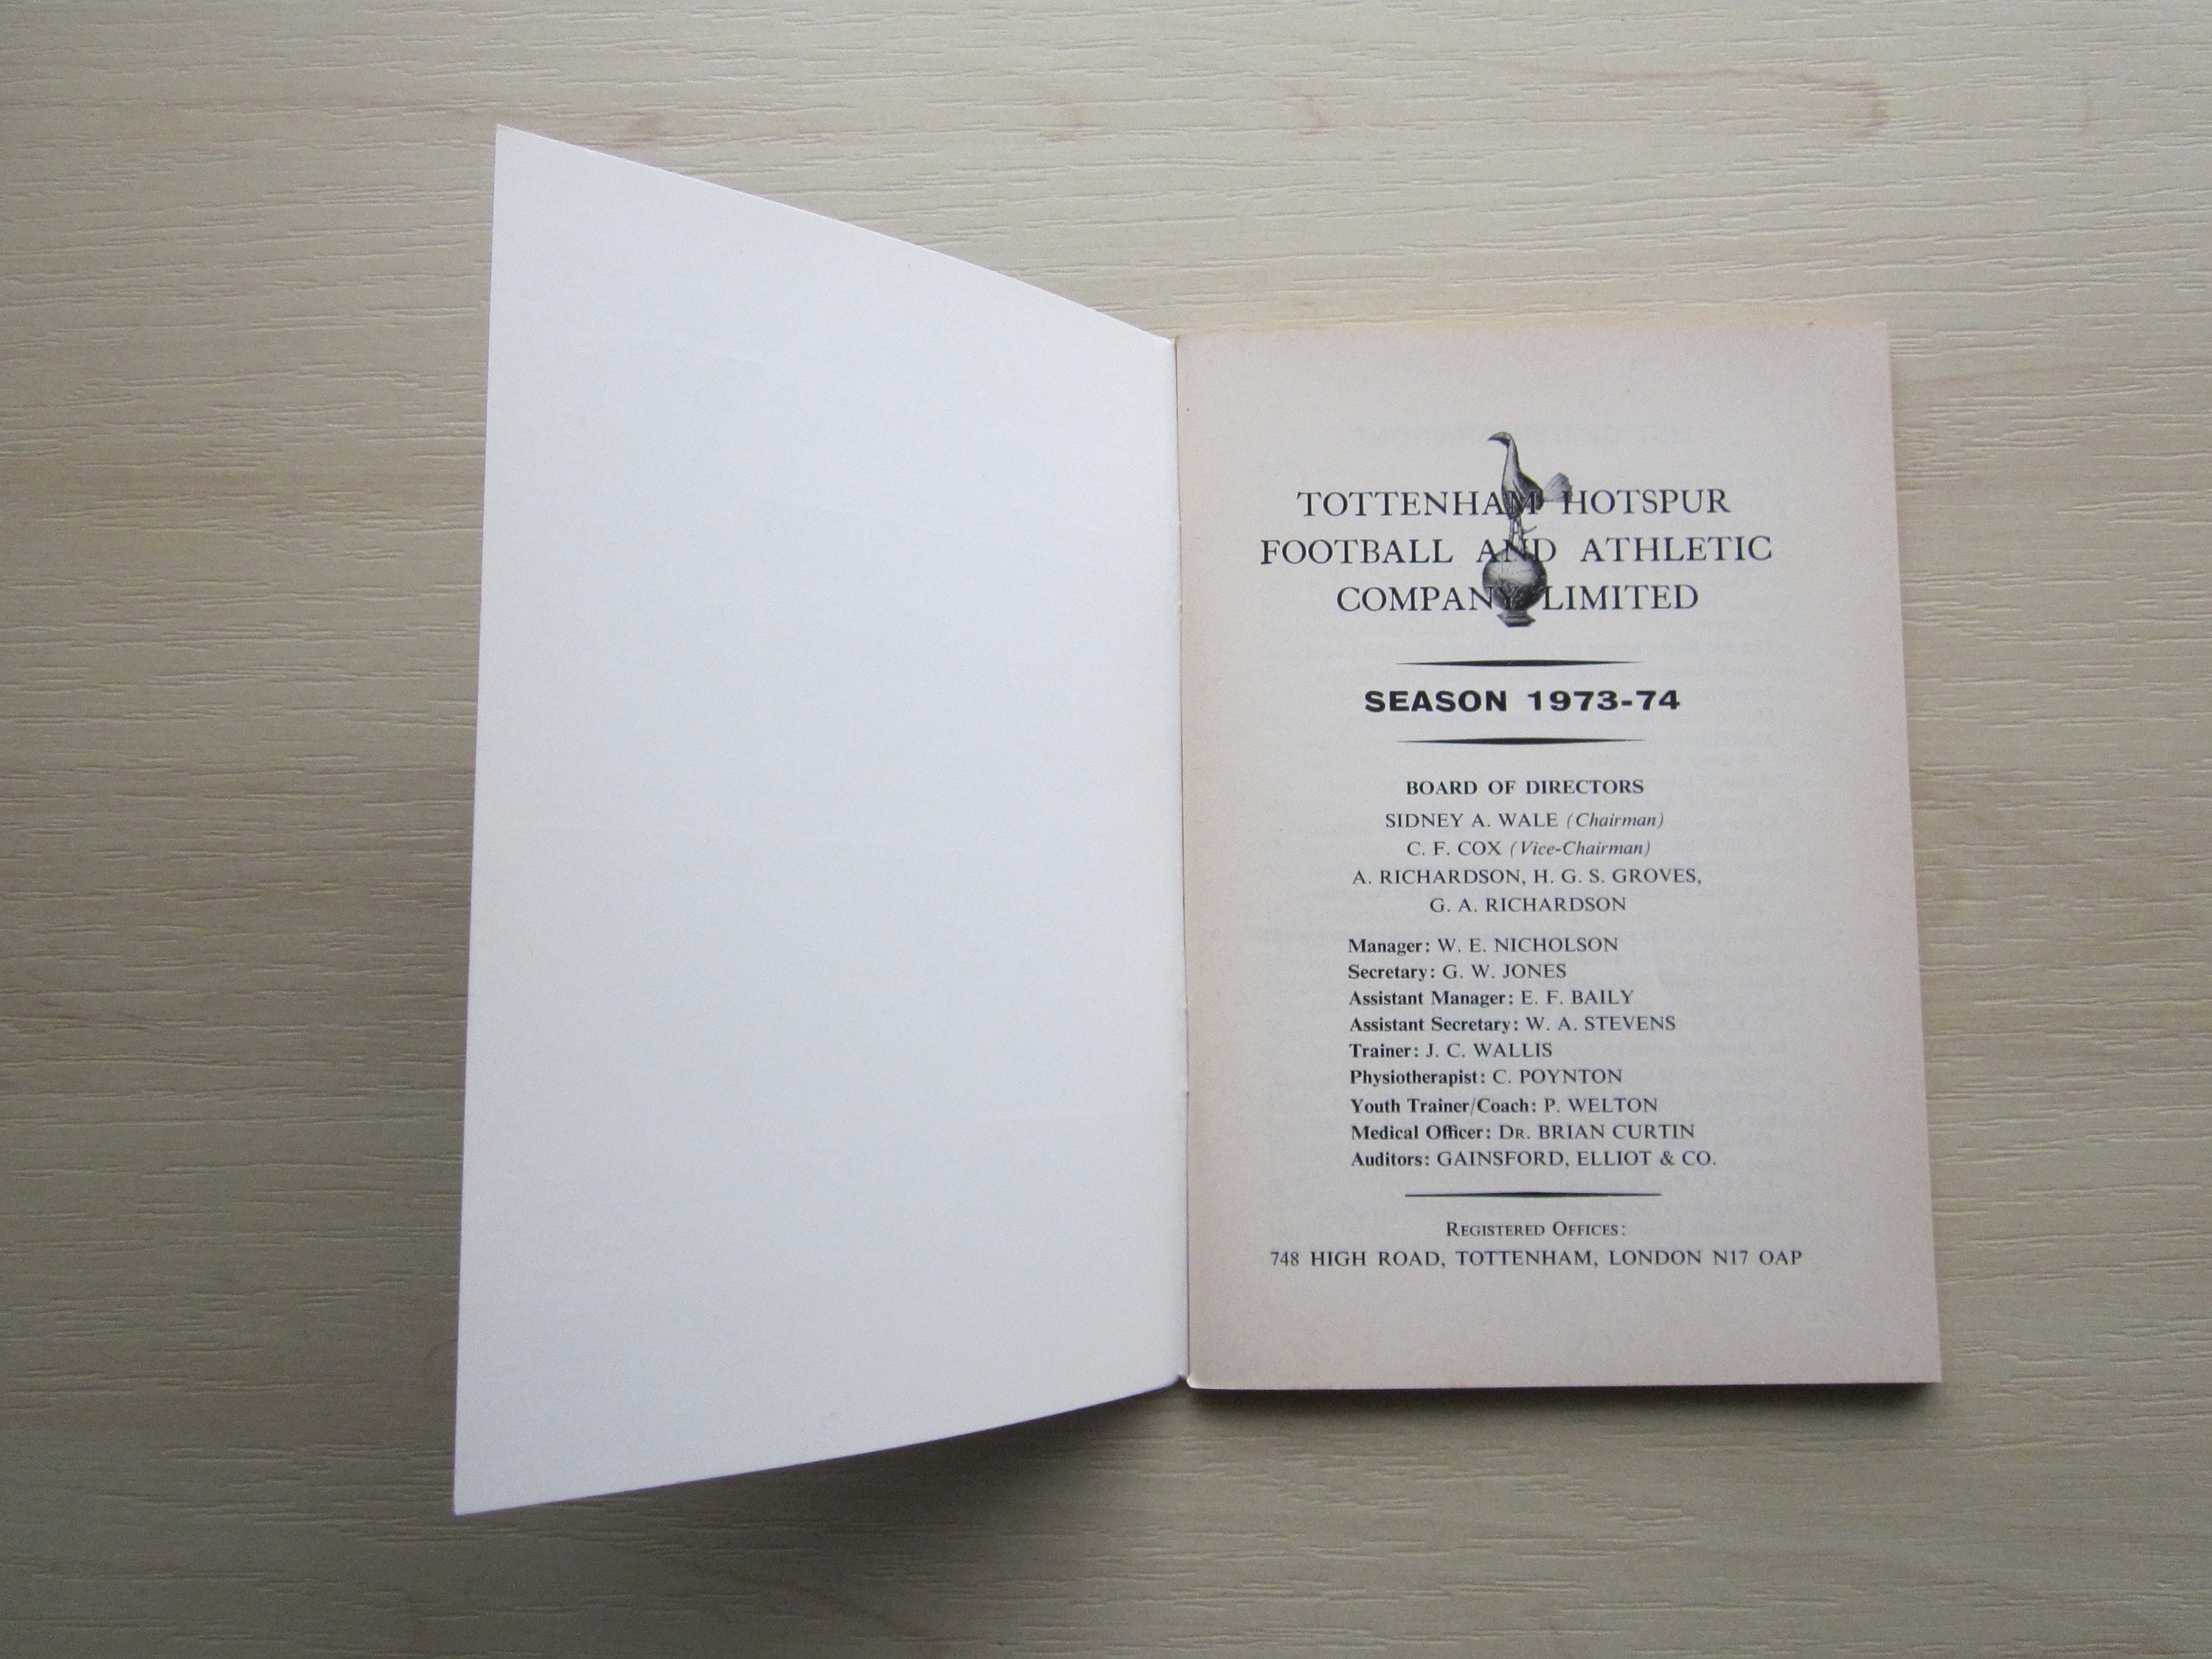 TOTTENHAM HOTSPUR
FOOTBALL AND ATHLETIC
COMPANY LIMITED
SEASON 1973-74
BOARD OF DIRECTORS
SIDNEY A. WALE (Chairman)
C. F. COX (Vice-Chairman)
A. RICHARDSON, H. G. S. GROVES,
G. A. RICHARDSON
Manager: W. E. NICHOLSON
Secretary: G. W. JONES
Assistant Manager: E. F. BAILY
Assistant Secretary: W. A. STEVENS
Trainer: J. C. WALLIS
Physiotherapist: C. POYNTON
Youth Trainer/Coach: P. WELTON
Medical Officer: DR. BRIAN CURTIN
Auditors: GAINSFORD, ELLIOT & CO.
REGISTERED OFFICES:
748 HIGH ROAD, TOTTENHAM, LONDON N17 OAP